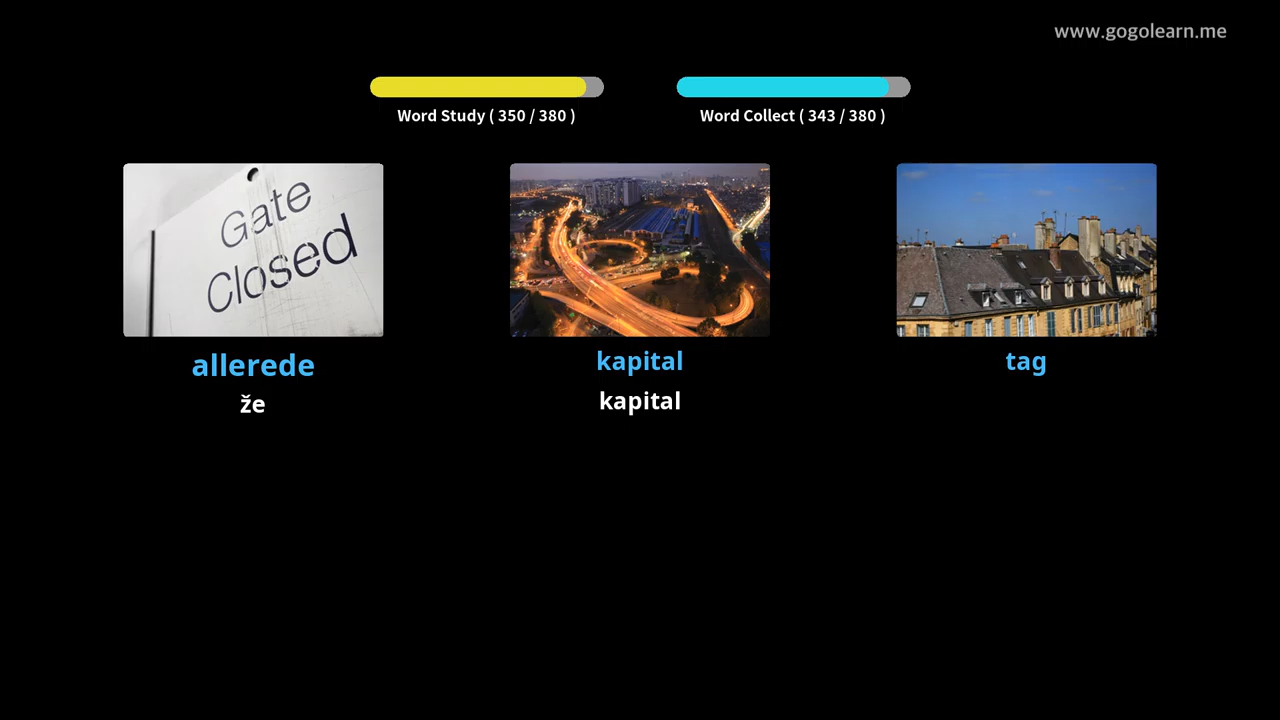 www.gogolearn.me
Word Study ( 350 / 380 )
Word Collect ( 343 / 380 )
Gate
Closed
allerede
že
kapital
kapital
tag